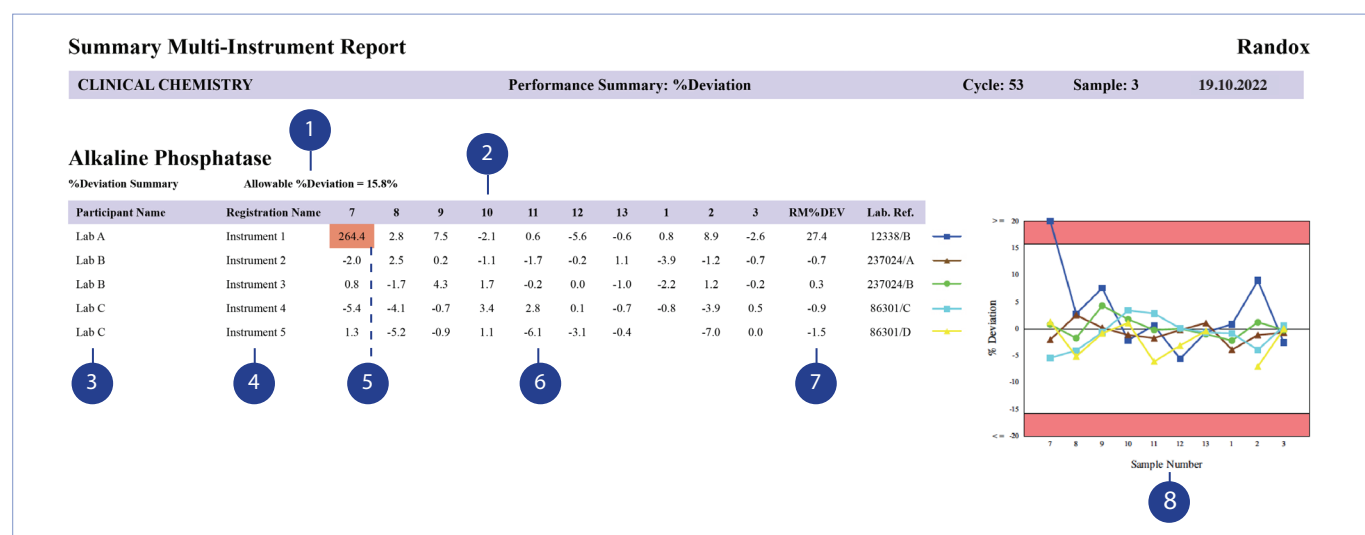 Summary Multi-Instrument Report Randox
CLINICAL CHEMISTRY Performance Summary: %Deviation Cycle: 53 Sample: 3 19.10.2022
1
2
Alkaline Phosphatase
%Deviation Summary Allowable %Deviation = 15.8%
Participant Name Registration Name 7 8 9 10 11 12 13 1 2 3 RM%DEV Lab. Ref.
Lab A Instrument 1 264.4 2.8 7.5 -2.1 0.6 -5.6 -0.6 0.8 8.9 -2.6 27.4 12338/B
Lab B Instrument 2 -2.0 2.5 0.2 -1.1 -1.7 -0.2 1.1 -3.9 -1.2 -0.7 -0.7 237024/A
Lab B Instrument 3 0.8 -1.7 4.3 1.7 -0.2 0.0 -1.0 -2.2 1.2 -0.2 0.3 237024/B
Lab C Instrument 4 -5.4 -4.1 -0.7 3.4 2.8 0.1 -0.7 -0.8 -3.9 0.5 -0.9 86301/C
Lab C Instrument 5 1.3 -5.2 -0.9 1.1 -6.1 -3.1 -0.4 -7.0 0.0 -1.5 86301/D
3 4 5 6 7
% Deviation
>= 20
15
10
5
0
-5
-10
-15
<= -20
7 8 9 10 11 12 13 1 2 3
Sample Number
8